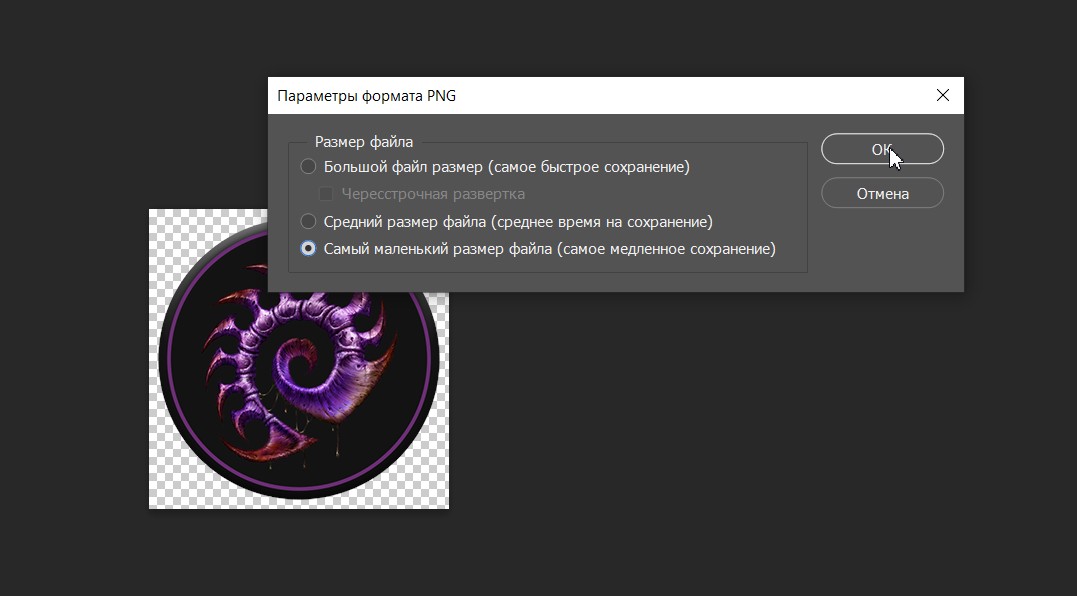 Параметры формата PNG
Размер файла
Большой файл размер (самое быстрое сохранение)
Чересстрочная развертка
Средний размер файла (среднее время на сохранение)
Самый маленький размер файла (самое медленное сохранение)
ОК
Отмена